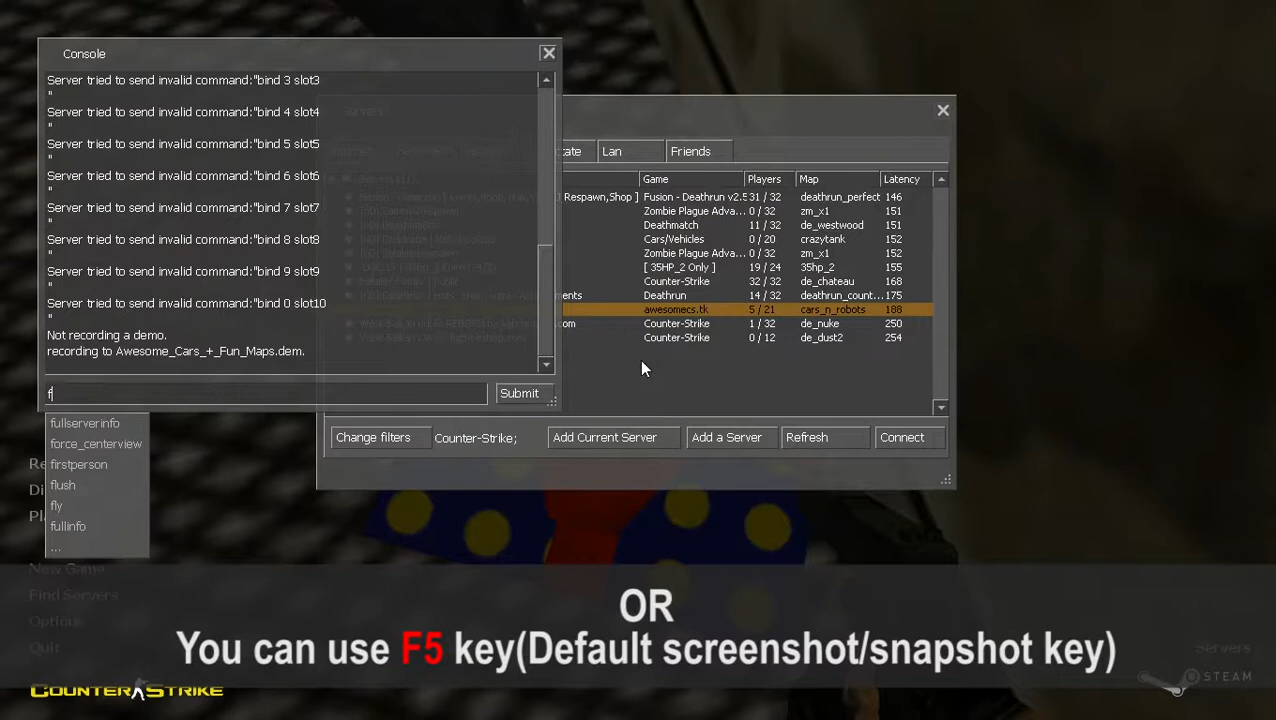 Console
Server tried to send invalid command:"bind 3 slot3
"
Server tried to send invalid command:"bind 4 slot4
"
Server tried to send invalid command:"bind 5 slot5
"
Server tried to send invalid command:"bind 6 slot6
"
Server tried to send invalid command:"bind 7 slot7
"
Server tried to send invalid command:"bind 8 slot8
"
Server tried to send invalid command:"bind 9 slot9
"
Server tried to send invalid command:"bind 0 slot10
"
Not recording a demo.
recording to Awesome_Cars_+_Fun_Maps.dem.
f
Submit
fullserverinfo
force_centerview
firstperson
flush
fly
fullinfo
...
Servers
Lan Friends
Game Players Map Latency
Respawn,Shop ] Fusion - Deathrun v2.5 31 / 32 deathrun_perfect 146
Zombie Plague Adva... 0 / 32 zm_x1 151
Deathmatch 11 / 32 de_westwood 151
Cars/Vehicles 0 / 20 crazytank 152
Zombie Plague Adva... 0 / 32 zm_x1 152
[ 35HP_2 Only ] 19 / 24 35hp_2 155
Counter-Strike 32 / 32 de_chateau 168
Deathrun 14 / 32 deathrun_count... 175
awesomecs.tk 5 / 21 cars_n_robots 188
Counter-Strike 1 / 32 de_nuke 250
Counter-Strike 0 / 12 de_dust2 254
Change filters Counter-Strike; Add Current Server Add a Server Refresh Connect
New Game
Find Servers
Options
Quit
OR
You can use F5 key(Default screenshot/snapshot key)
Servers
COUNTER STRIKE
STEAM